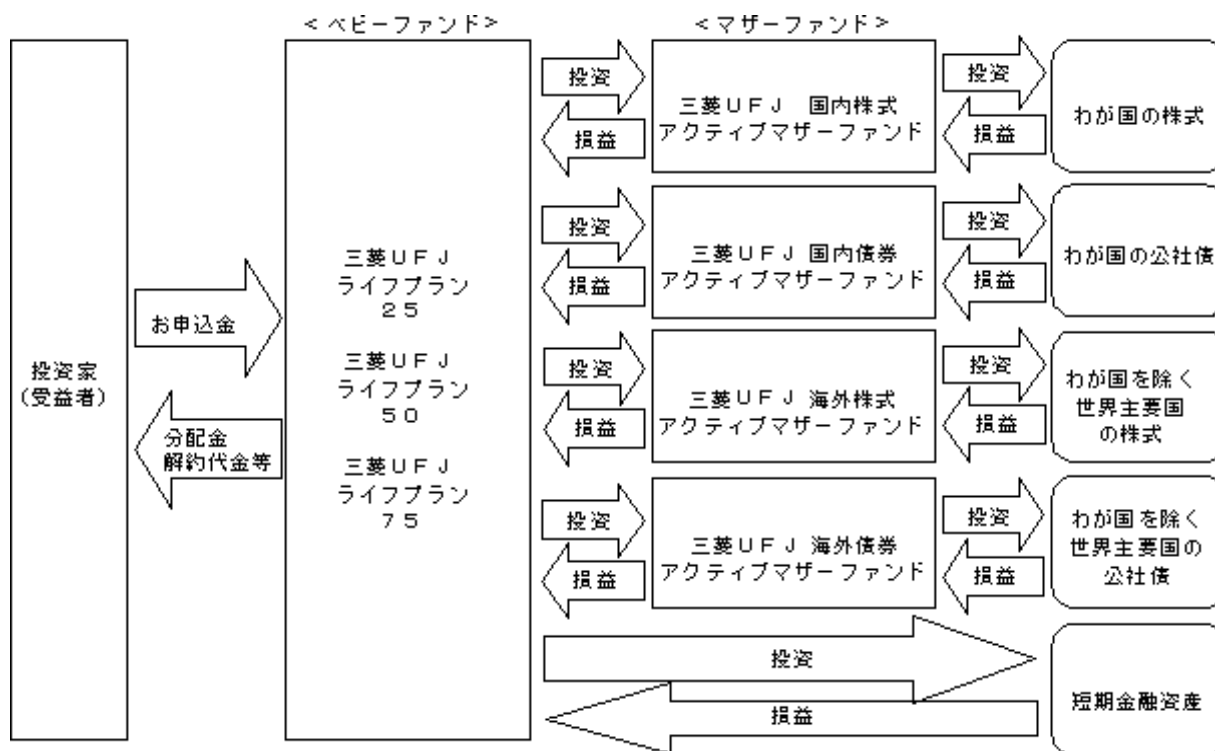 ＜ベビーファンド＞
＜マザーファンド＞
投資家
（受益者）
お申込金
分配金
解約代金等
三菱ＵＦＪ
ライフプラン
２５
三菱ＵＦＪ
ライフプラン
５０
三菱ＵＦＪ
ライフプラン
７５
投資
損益
三菱ＵＦＪ　国内株式
アクティブマザーファンド
投資
損益
わが国の株式
投資
損益
三菱ＵＦＪ 国内債券
アクティブマザーファンド
投資
損益
わが国の公社債
投資
損益
三菱ＵＦＪ 海外株式
アクティブマザーファンド
投資
損益
わが国を除く
世界主要国
の株式
投資
損益
三菱ＵＦＪ 海外債券
アクティブマザーファンド
投資
損益
わが国を除く
世界主要国の
公社債
投資
損益
短期金融資産